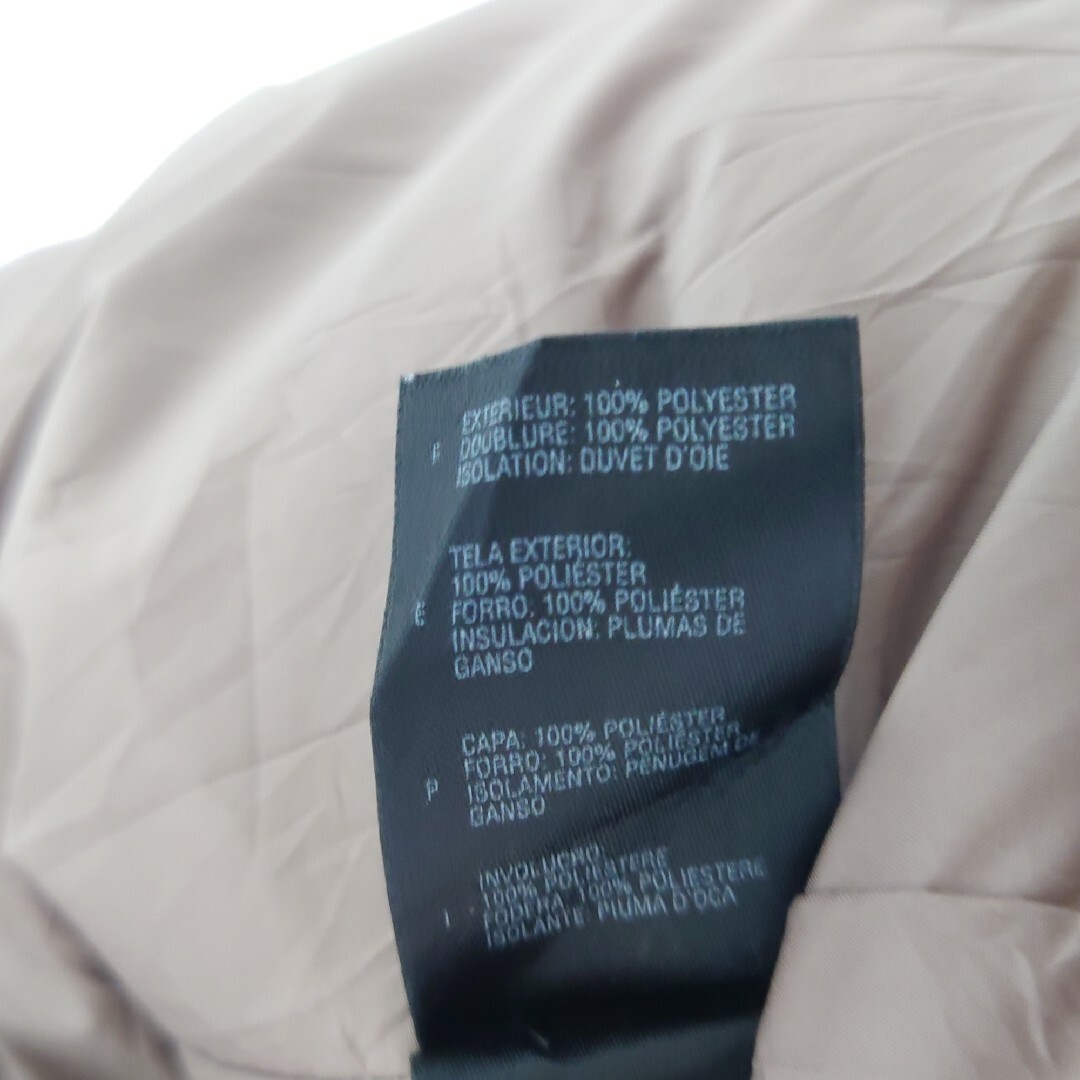 EXTERIEUR: 100% POLYESTER
F DOUBLURE: 100% POLYESTER
ISOLATION: DUVET D'OIE
TELA EXTERIOR:
100% POLIÉSTER
E FORRO: 100% POLIÉSTER
INSULACION: PLUMAS DE
GANSO
CAPA: 100% POLIÉSTER
FORRO: 100% POLIÉSTER
P ISOLAMENTO: PENUGEM DE
GANSO
INVOLUCRO:
100% POLIESTERE
I FODERA: 100% POLIESTERE
ISOLANTE: PIUMA D'OCA